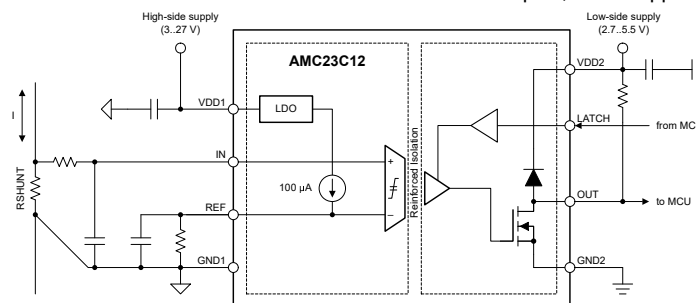 High-side supply
(3..27 V)
Low-side supply
(2.7..5.5 V)
AMC23C12
VDD1
LDO
VDD2
LATCH
from MC
I
IN
RSHUNT
100 μA
+
–
Reinforced Isolation
REF
OUT
to MCU
GND1
GND2